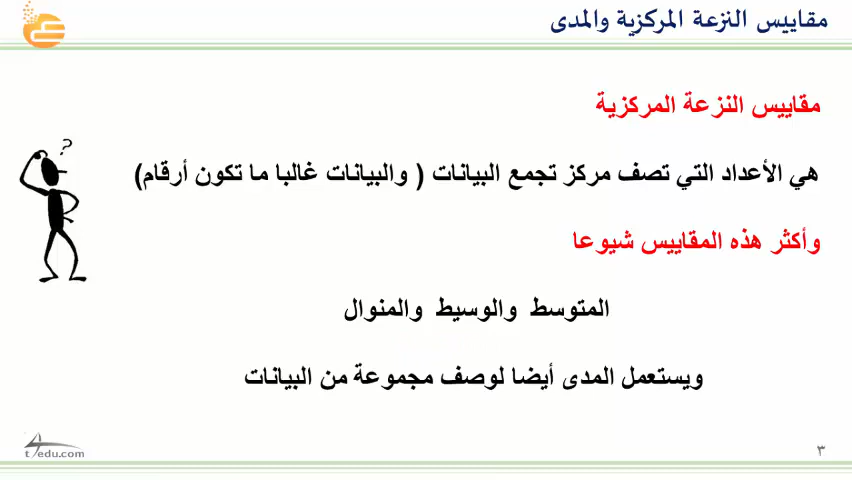 مقاييس النزعة المركزية والمدى
مقاييس النزعة المركزية
?
هي الأعداد التي تصف مركز تجمع البيانات ( والبيانات غالبا ما تكون أرقام)
وأكثر هذه المقاييس شيوعا
المتوسط والوسيط والمنوال
ويستعمل المدى أيضا لوصف مجموعة من البيانات
t4edu.com
٣